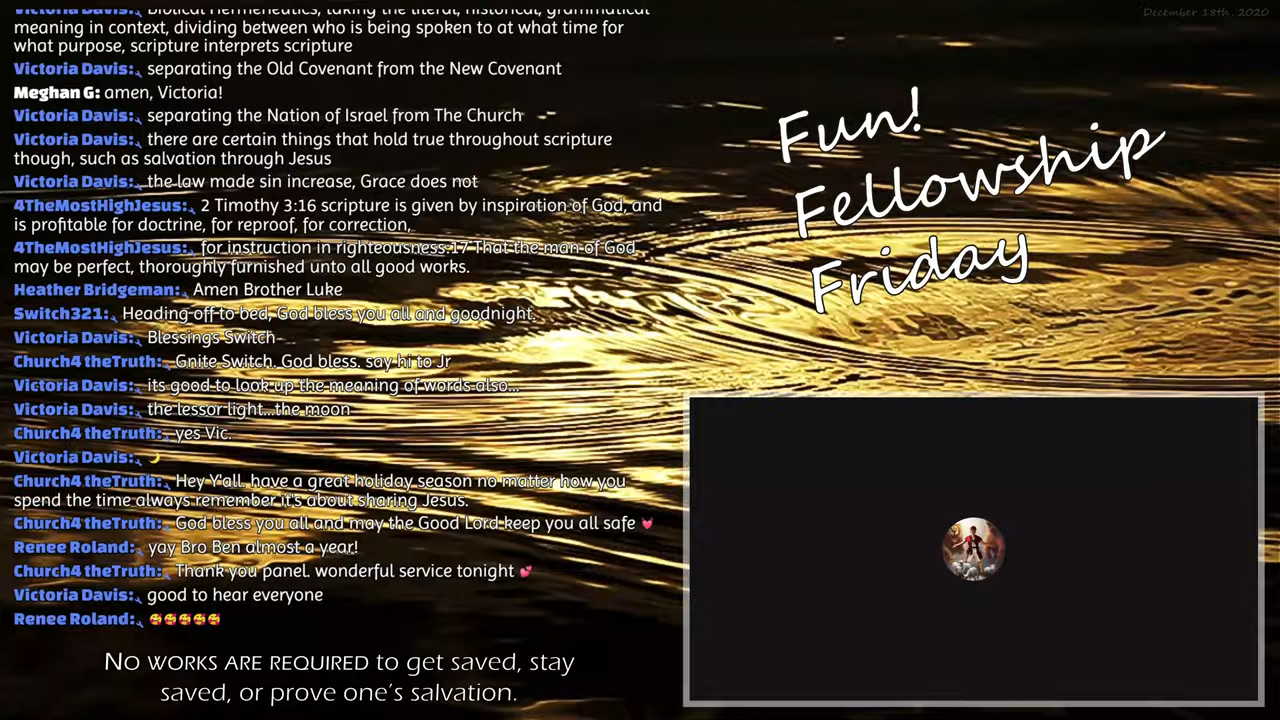 Victoria Davis: Biblical Hermeneutics, taking the literal, historical, grammatical
meaning in context, dividing between who is being spoken to at what time for
what purpose, scripture interprets scripture
Victoria Davis: separating the Old Covenant from the New Covenant
Meghan G: amen, Victoria!
Victoria Davis: separating the Nation of Israel from The Church
Victoria Davis: there are certain things that hold true throughout scripture
though, such as salvation through Jesus
Victoria Davis: the law made sin increase, Grace does not
4TheMostHighJesus: 2 Timothy 3:16 scripture is given by inspiration of God, and
is profitable for doctrine, for reproof, for correction,
4TheMostHighJesus: for instruction in righteousness:17 That the man of God
may be perfect, thoroughly furnished unto all good works.
Heather Bridgeman: Amen Brother Luke
Switch321: Heading off to bed, God bless you all and goodnight.
Victoria Davis: Blessings Switch
Church4 theTruth: Gnite Switch. God bless. say hi to Jr
Victoria Davis: its good to look up the meaning of words also...
Victoria Davis: the lessor light...the moon
Church4 theTruth: yes Vic.
Victoria Davis: 🌙
Church4 theTruth: Hey Y'all. have a great holiday season no matter how you
spend the time always remember it's about sharing Jesus.
Church4 theTruth: God bless you all and may the Good Lord keep you all safe 💓
Renee Roland: yay Bro Ben almost a year!
Church4 theTruth: Thank you panel. wonderful service tonight 💕
Victoria Davis: good to hear everyone
Renee Roland: 🥰🥰🥰🥰🥰
No works are required to get saved, stay
saved, or prove one's salvation.
December 18th, 2020
Fun!
Fellowship
Friday